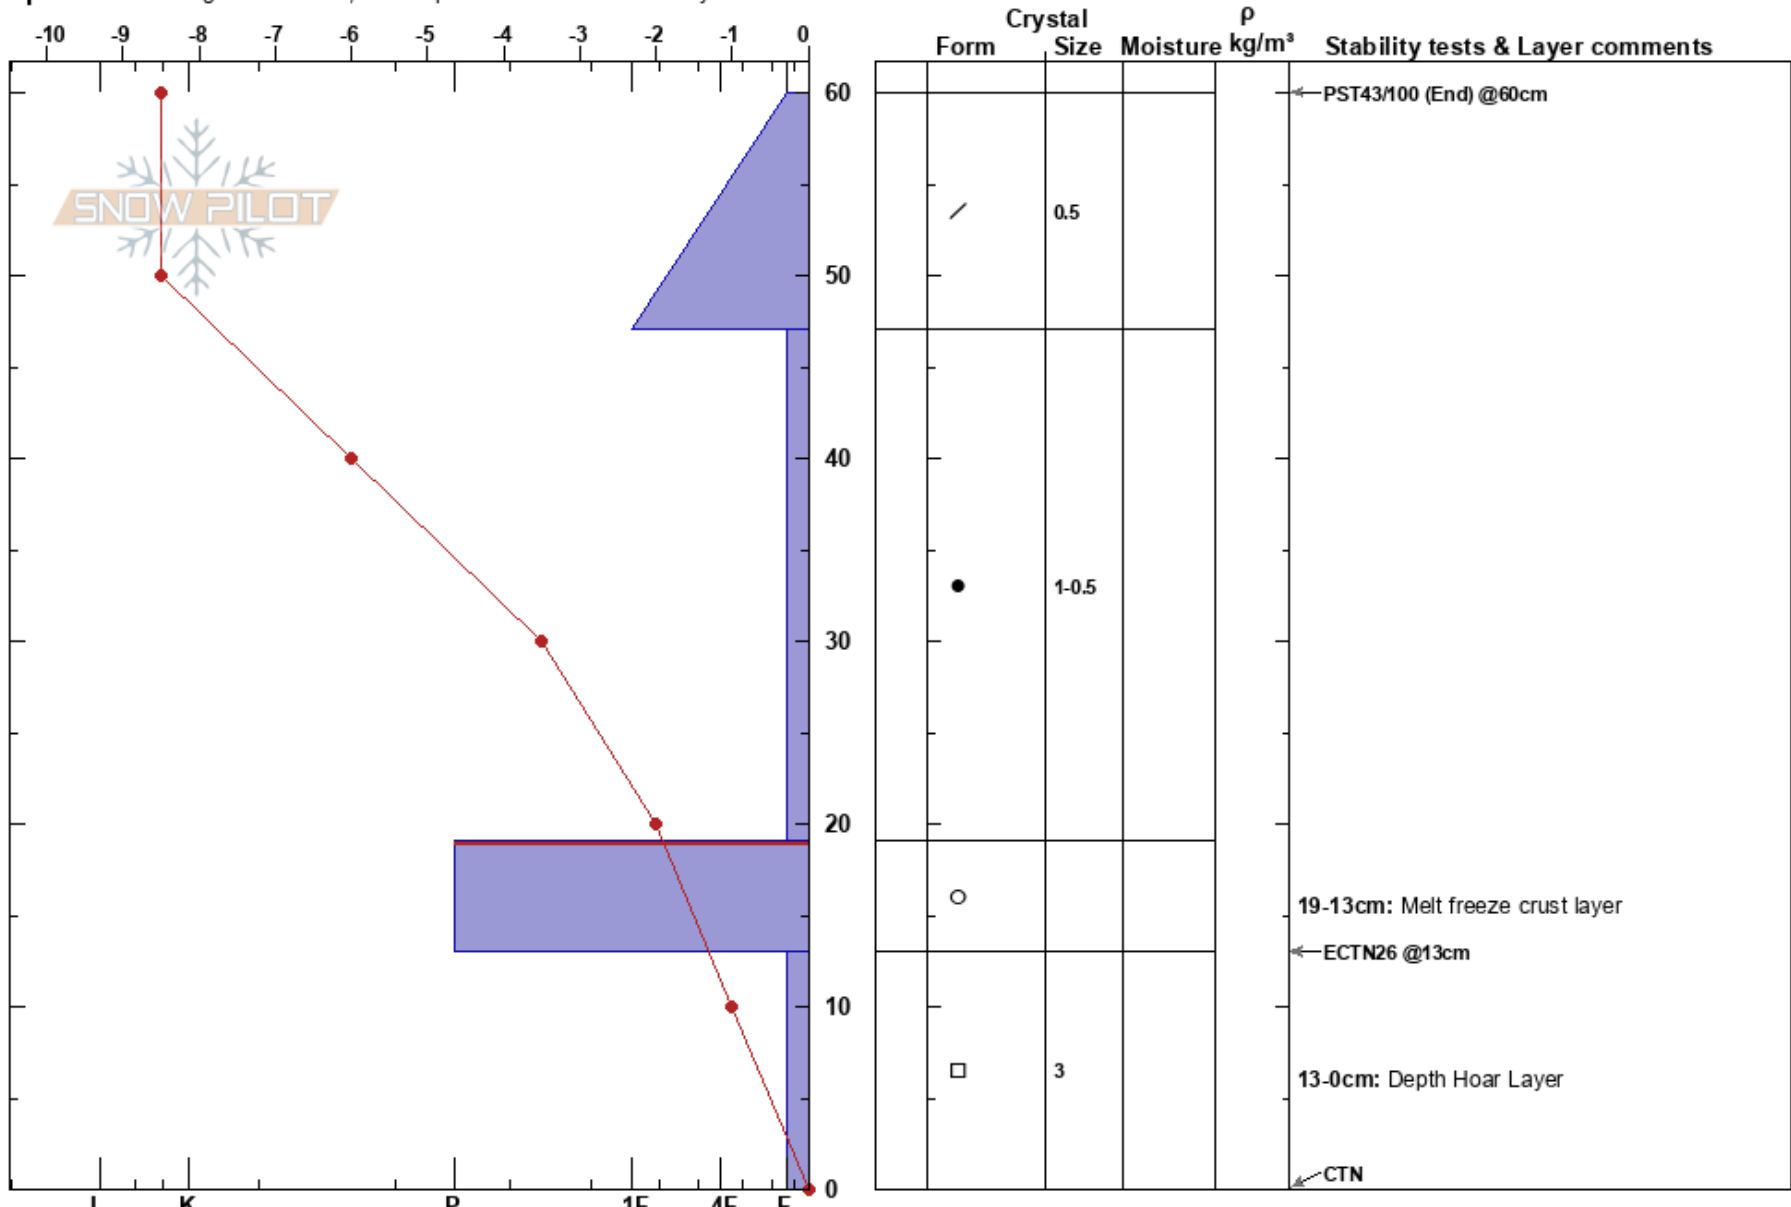 Crystal ρ
-10 -9 -8 -7 -6 -5 -4 -3 -2 -1 0 Form Size Moisture kg/m³ Stability tests & Layer comments
60 PST43/100 (End) @60cm
SNOW PILOT 0.5
50
40
1-0.5
30
20
19-13cm: Melt freeze crust layer
ECTN26 @13cm
10
3 13-0cm: Depth Hoar Layer
CTN
0
I K P 1F 4F F